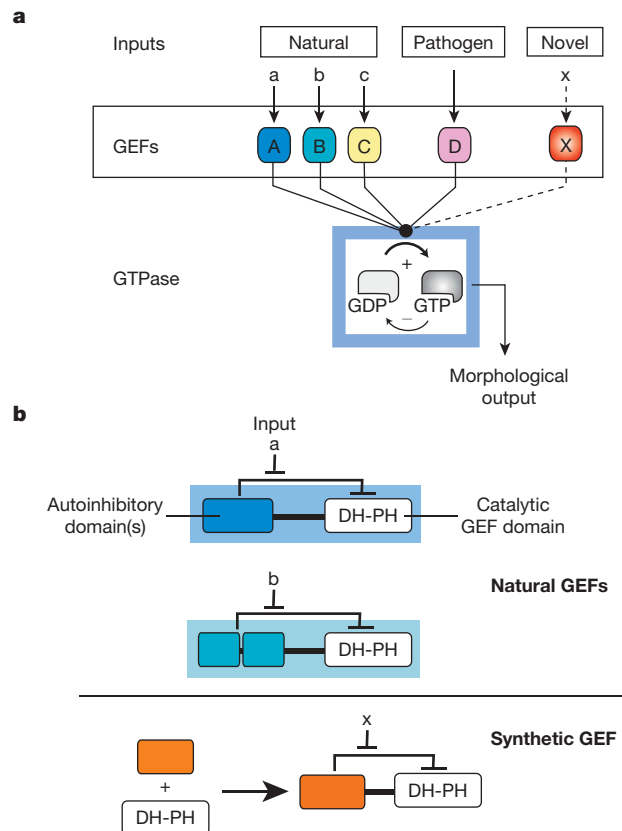 a
Inputs
Natural
Pathogen
Novel
a
b
c
x
GEFs
A
B
C
D
X
GTPase
+
GDP
GTP
–
Morphological
output
b
Input
a
Autoinhibitory
domain(s)
DH-PH
Catalytic
GEF domain
Natural GEFs
b
DH-PH
Synthetic GEF
x
+
DH-PH
DH-PH